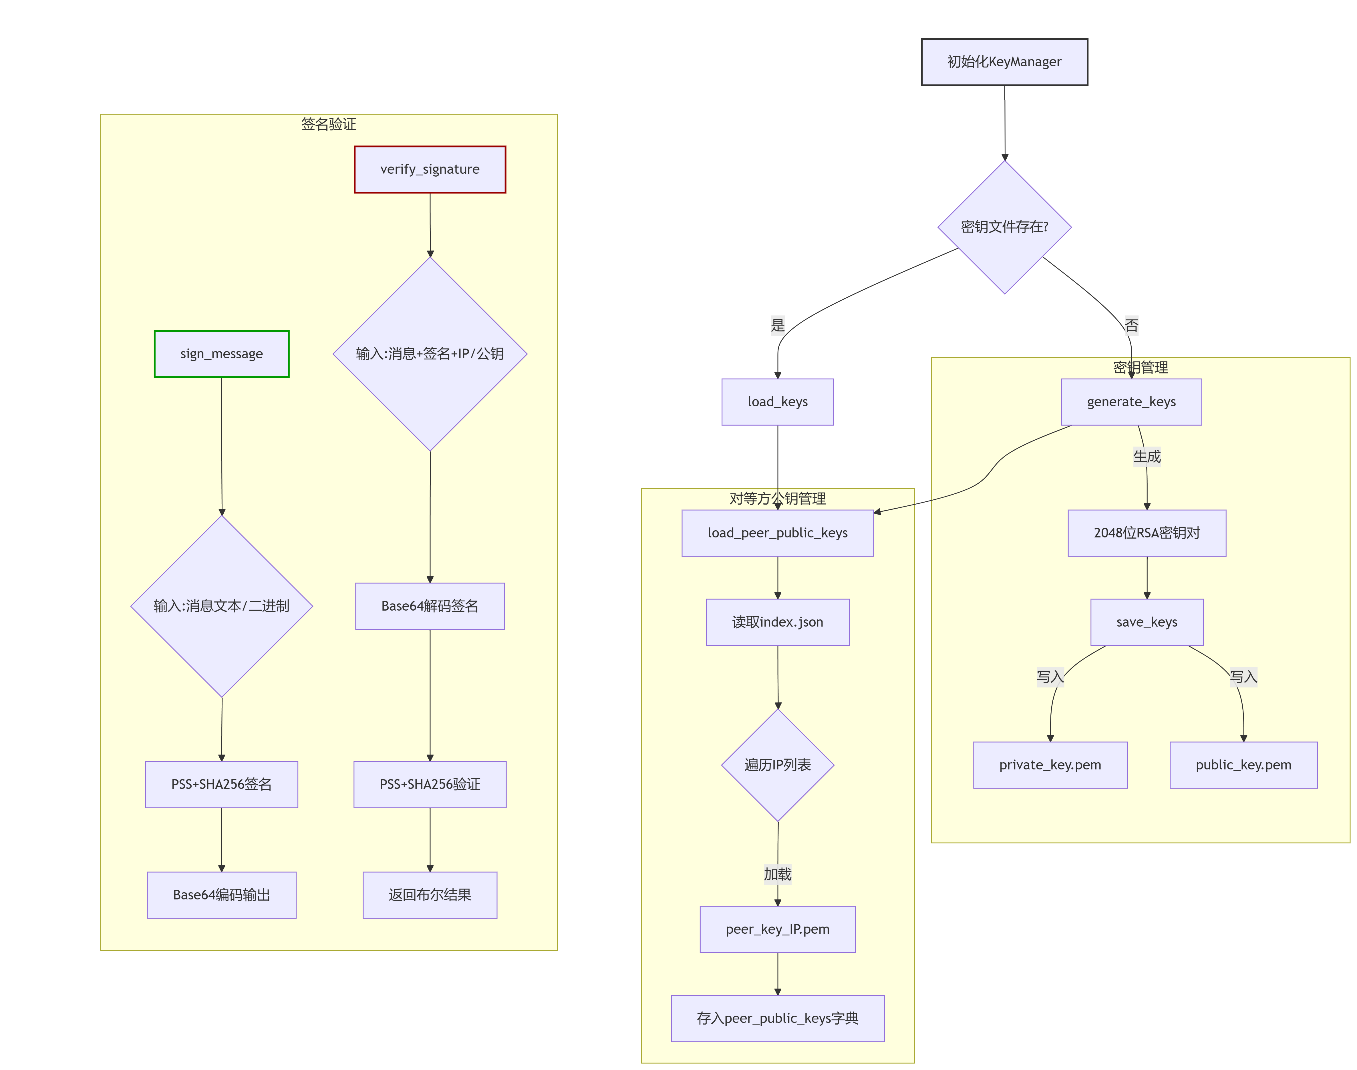 初始化KeyManager
密钥文件存在?
是
否
load_keys
签名验证
verify_signature
输入:消息+签名+IP/公钥
Base64解码签名
PSS+SHA256验证
返回布尔结果
sign_message
输入:消息文本/二进制
PSS+SHA256签名
Base64编码输出
对等方公钥管理
load_peer_public_keys
读取index.json
遍历IP列表
加载
peer_key_IP.pem
存入peer_public_keys字典
密钥管理
generate_keys
生成
2048位RSA密钥对
save_keys
写入
写入
private_key.pem
public_key.pem